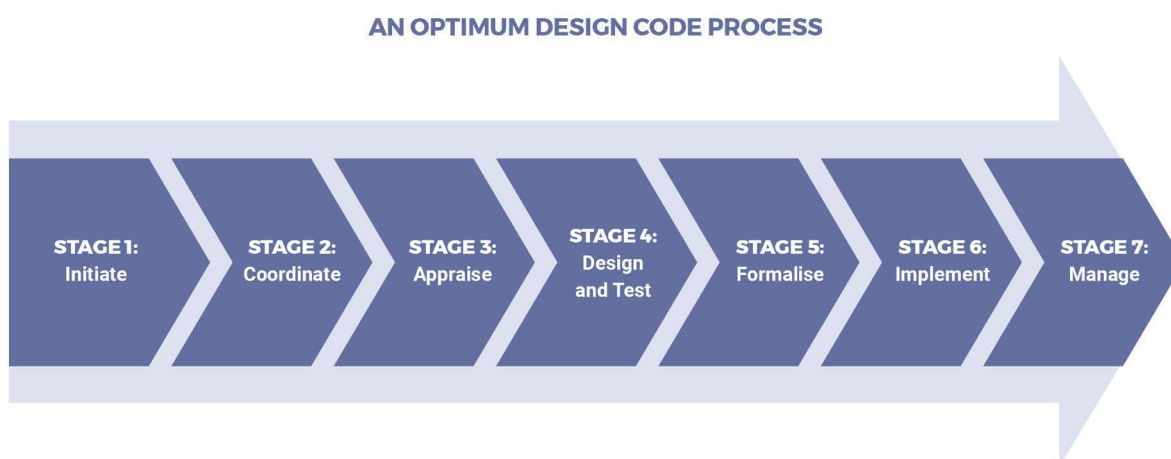 AN OPTIMUM DESIGN CODE PROCESS
STAGE 1:
Initiate
STAGE 2:
Coordinate
STAGE 3:
Appraise
STAGE 4:
Design
and Test
STAGE 5:
Formalise
STAGE 6:
Implement
STAGE 7:
Manage